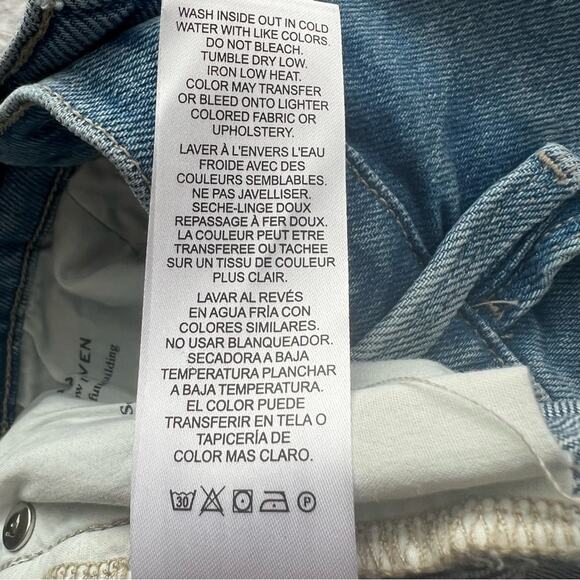 WASH INSIDE OUT IN COLD
WATER WITH LIKE COLORS.
DO NOT BLEACH.
TUMBLE DRY LOW.
IRON LOW HEAT.
COLOR MAY TRANSFER
OR BLEED ONTO LIGHTER
COLORED FABRIC OR
UPHOLSTERY.
LAVER À L'ENVERS L'EAU
FROIDE AVEC DES
COULEURS SEMBLABLES.
NE PAS JAVELLISER.
SECHE-LINGE DOUX
REPASSAGE À FER DOUX.
LA COULEUR PEUT ETRE
TRANSFEREE OU TACHEE
SUR UN TISSU DE COULEUR
PLUS CLAIR.
LAVAR AL REVÉS
EN AGUA FRÍA CON
COLORES SIMILARES.
NO USAR BLANQUEADOR.
SECADORA A BAJA
TEMPERATURA PLANCHAR
A BAJA TEMPERATURA.
EL COLOR PUEDE
TRANSFERIR EN TELA O
TAPICERÍA DE
COLOR MAS CLARO.
30 P
VEN